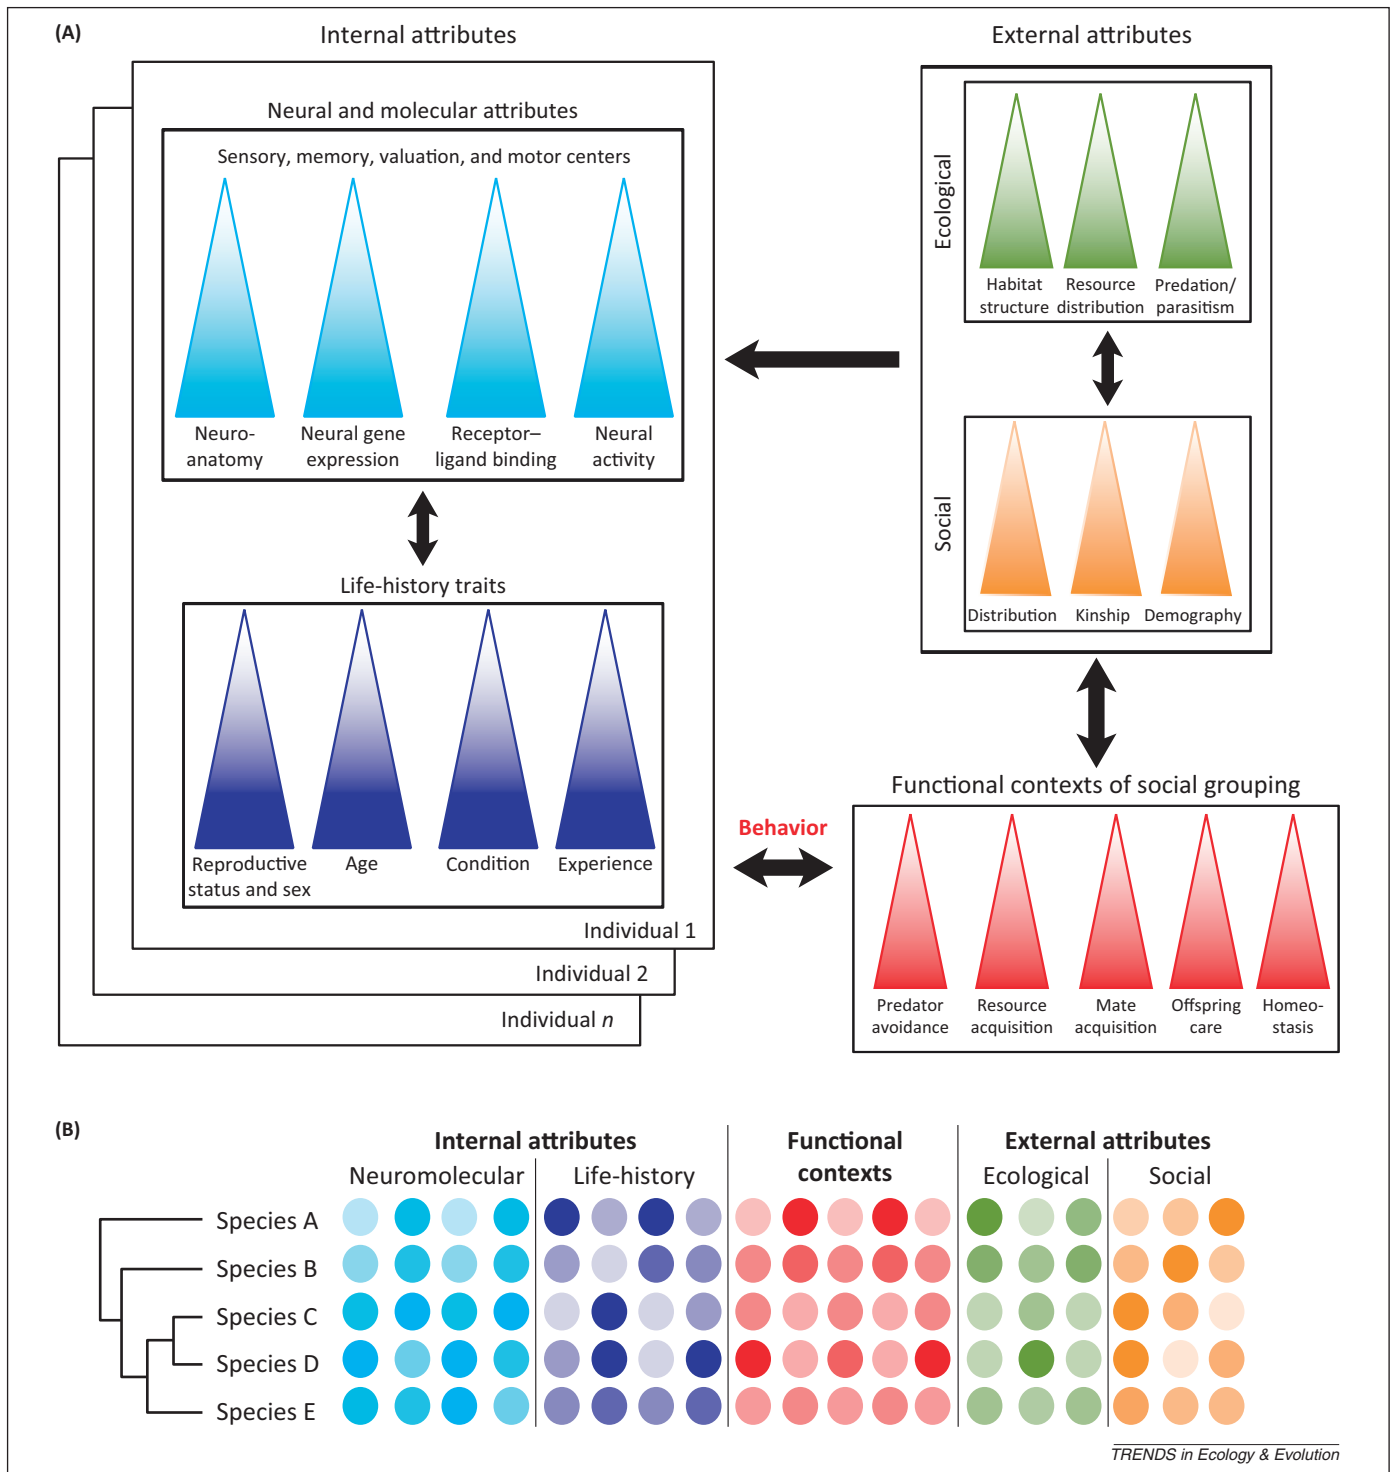 (A)
Internal attributes
External attributes
Neural and molecular attributes
Sensory, memory, valuation, and motor centers
Neuro-
anatomy
Neural gene
expression
Receptor–
ligand binding
Neural
activity
Life-history traits
Reproductive
status and sex
Age
Condition
Experience
Individual 1
Individual 2
Individual n
Ecological
Habitat
structure
Resource
distribution
Predation/
parasitism
Social
Distribution
Kinship
Demography
Behavior
Functional contexts of social grouping
Predator
avoidance
Resource
acquisition
Mate
acquisition
Offspring
care
Homeo-
stasis
(B)
Internal attributes
Functional
contexts
External attributes
Neuromolecular
Life-history
Ecological
Social
Species A
Species B
Species C
Species D
Species E
TRENDS in Ecology & Evolution